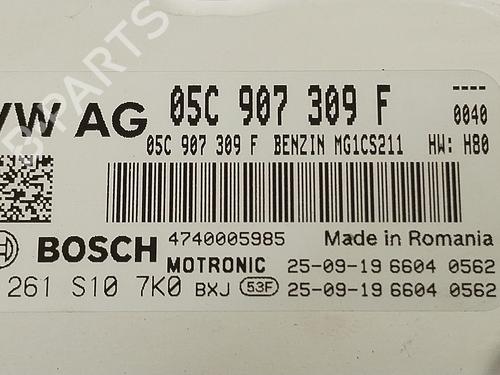 VW AG 05C 907 309 F ----
0040
05C 907 309 F BENZIN MG1CS211 HW: H80
BOSCH 4740005985 Made in Romania
MOTRONIC 25-09-19 6604 0562
261 S10 7K0 BXJ 53F 25-09-19 6604 0562